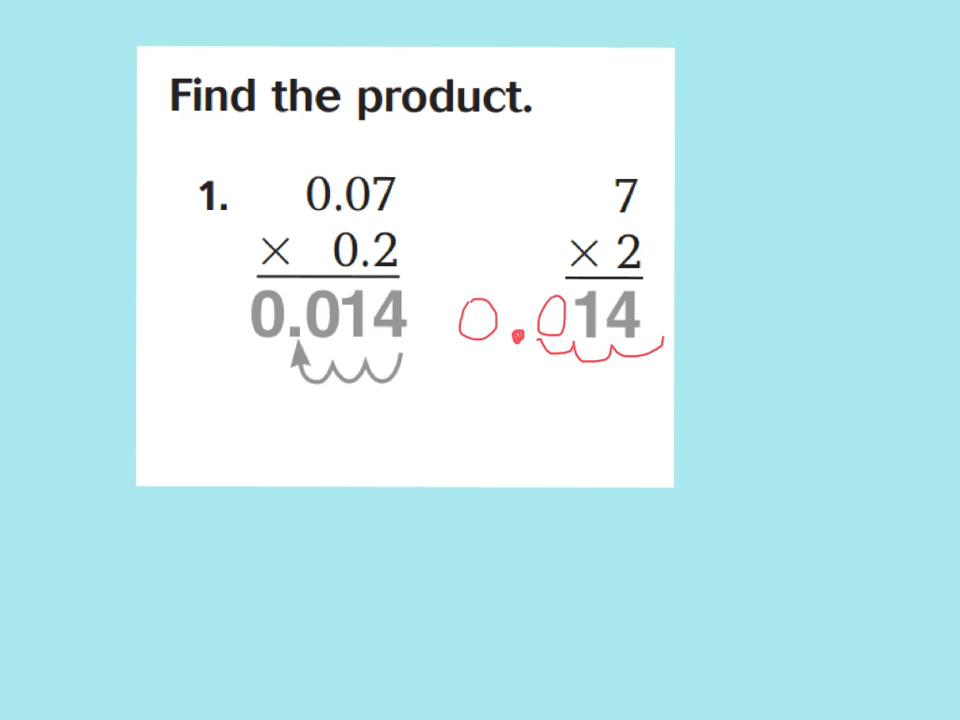 Find the product.
1. 0.07 7
× 0.2 × 2
0.014 0.014